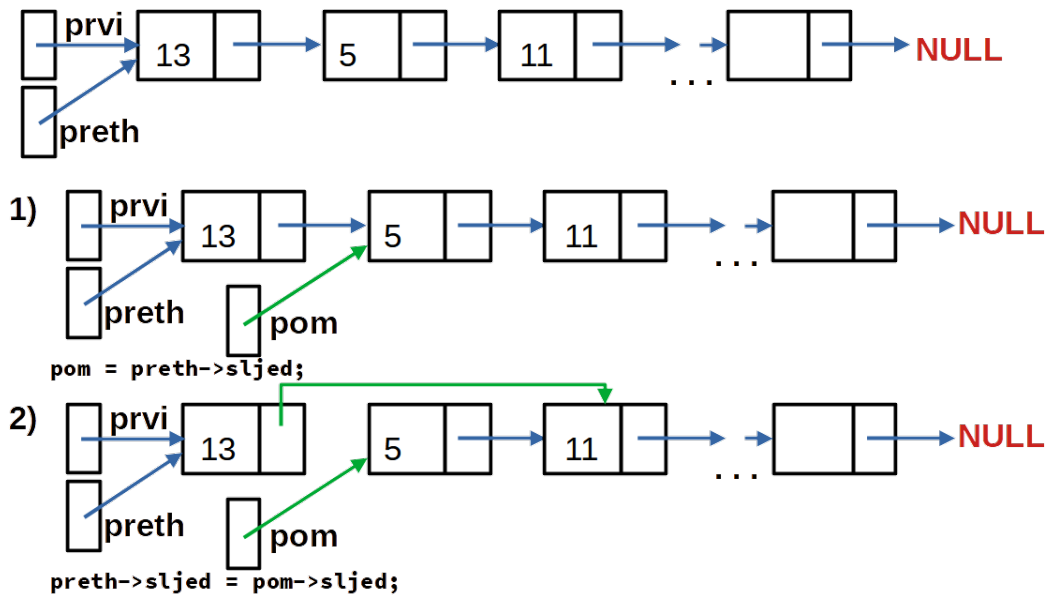 prvi
13 5 11 ... NULL
preth
1) prvi
13 5 11 ... NULL
preth pom
pom = preth->sljed;
2) prvi
13 5 11 ... NULL
preth pom
preth->sljed = pom->sljed;